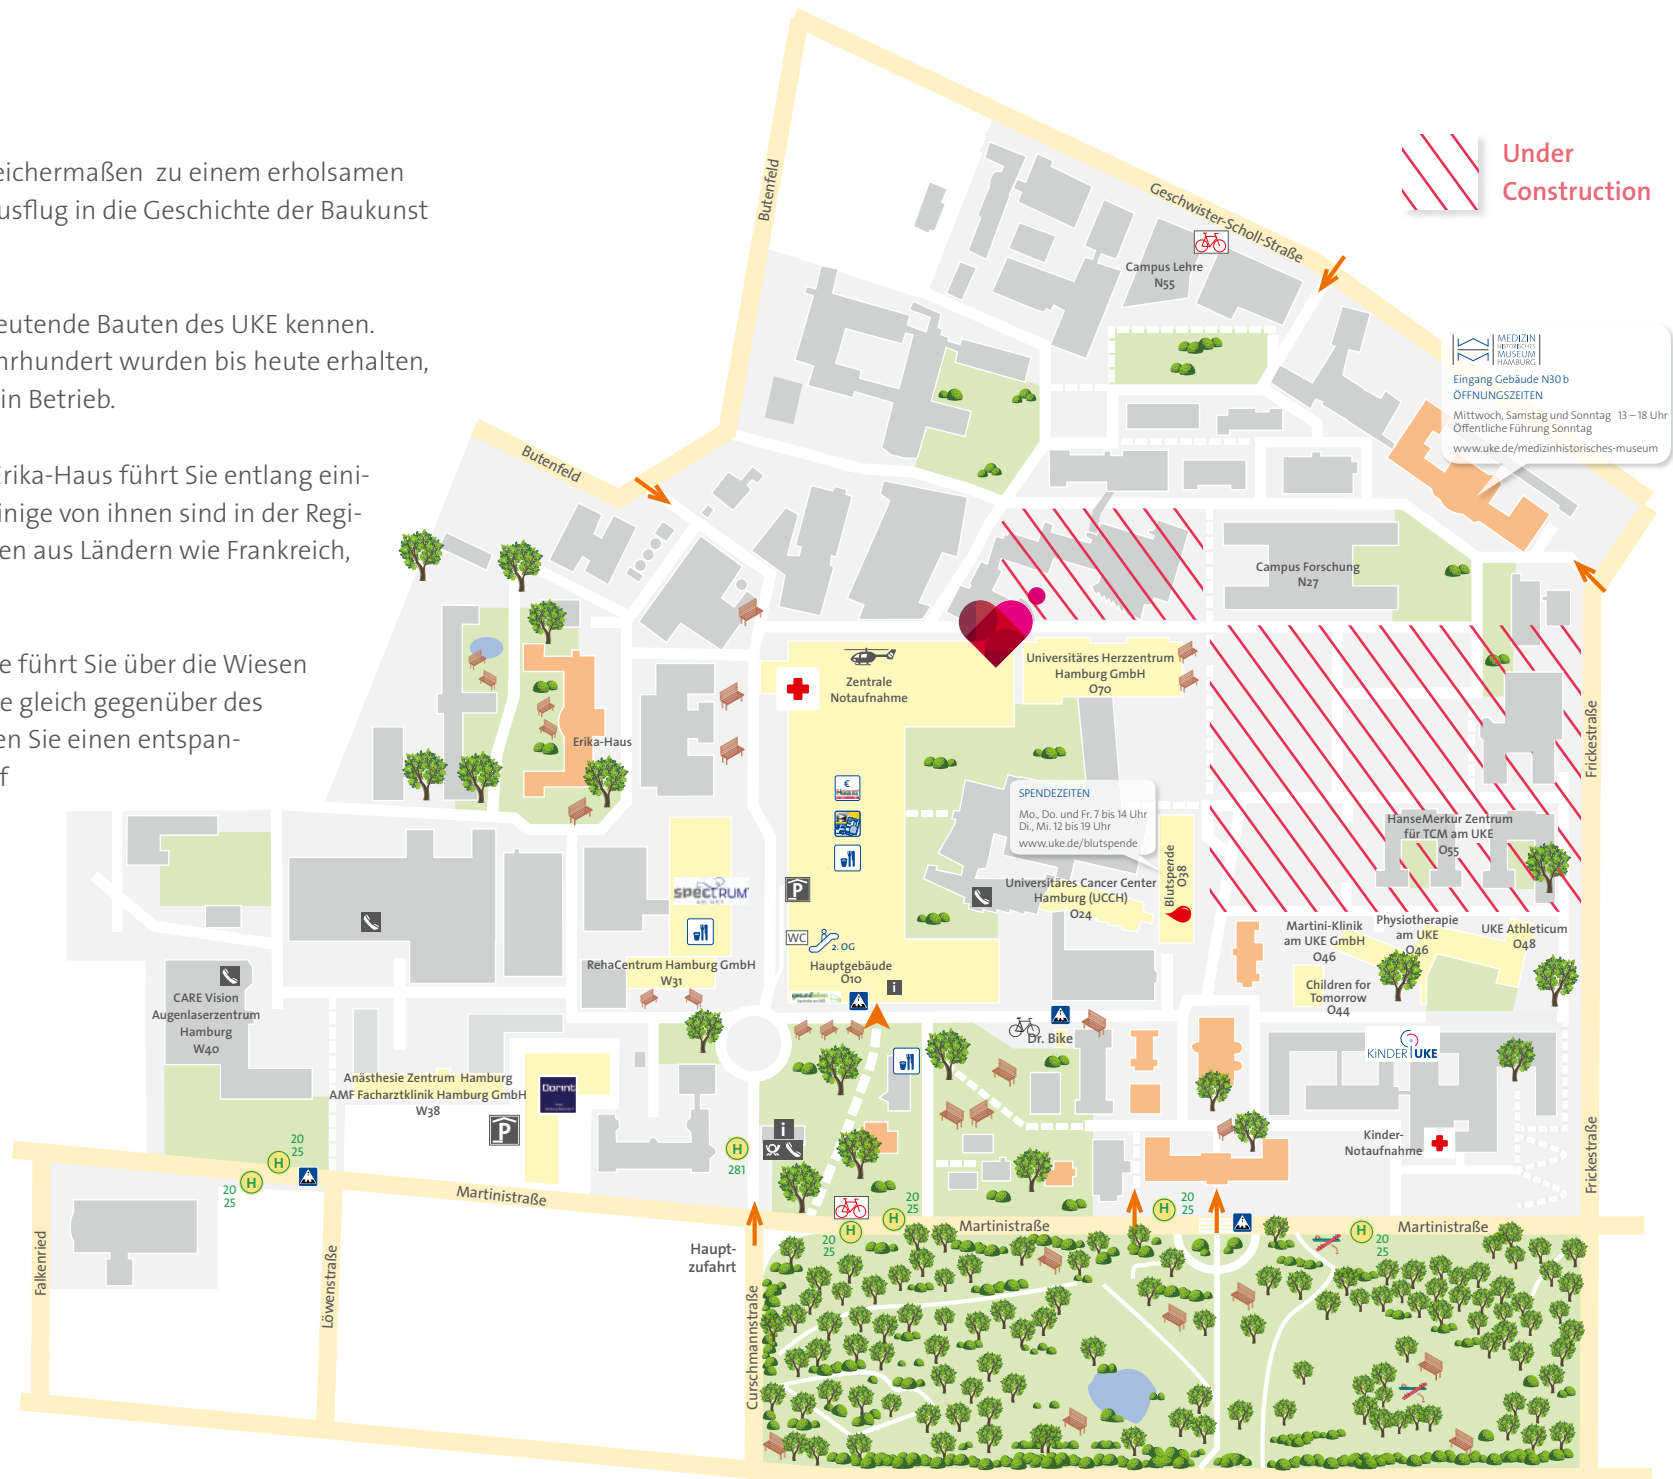 eichermaßen zu einem erholsamen
usflug in die Geschichte der Baukunst
eutende Bauten des UKE kennen.
hrhundert wurden bis heute erhalten,
in Betrieb.
Erika-Haus führt Sie entlang eini-
inige von ihnen sind in der Regi-
en aus Ländern wie Frankreich,
e führt Sie über die Wiesen
e gleich gegenüber des
en Sie einen entspan-
f
Under
Construction
Butenfeld
Geschwister-Scholl-Straße
Campus Lehre
N55
MEDIZIN
HISTORISCHES
MUSEUM
HAMBURG
Eingang Gebäude N30 b
ÖFFNUNGSZEITEN
Mittwoch, Samstag und Sonntag 13 – 18 Uhr
Öffentliche Führung Sonntag
www.uke.de/medizinhistorisches-museum
Butenfeld
Campus Forschung
N27
Universitäres Herzzentrum
Hamburg GmbH
O70
Zentrale
Notaufnahme
Erika-Haus
Frickestraße
SPENDEZEITEN
Mo., Do. und Fr. 7 bis 14 Uhr
Di., Mi. 12 bis 19 Uhr
www.uke.de/blutspende
HanseMerkur Zentrum
für TCM am UKE
O55
Blutspende
O38
€
P
SPECTRUM
Universitäres Cancer Center
Hamburg (UCCH)
O24
Martini-Klinik
am UKE GmbH
O46
Physiotherapie
am UKE
O46
UKE Athleticum
O48
WC
2. OG
Hauptgebäude
O10
i
RehaCentrum Hamburg GmbH
W31
Children for
Tomorrow
O44
CARE Vision
Augenlaserzentrum
Hamburg
W40
Dr. Bike
KiNDER UKE
Anästhesie Zentrum Hamburg
AMF Facharztklinik Hamburg GmbH
W38
Dorint
P
i
Kinder-
Notaufnahme
H
281
20
25
H
20
25
H
Martinistraße
20
25
H
20
25
H
Martinistraße
H
20
25
H
20
25
Martinistraße
Frickestraße
Haupt-
zufahrt
Falkenried
Löwenstraße
Curschmannstraße